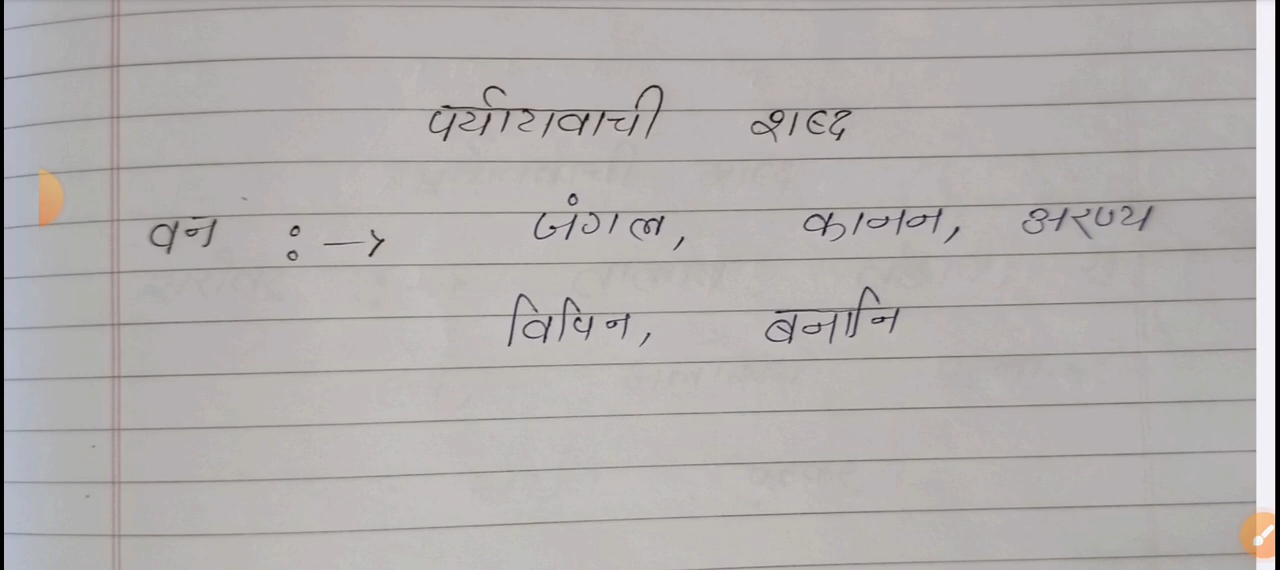 पर्यायवाची शब्द
वन :→ जंगल, कानन, अरण्य
विपिन, बनानि